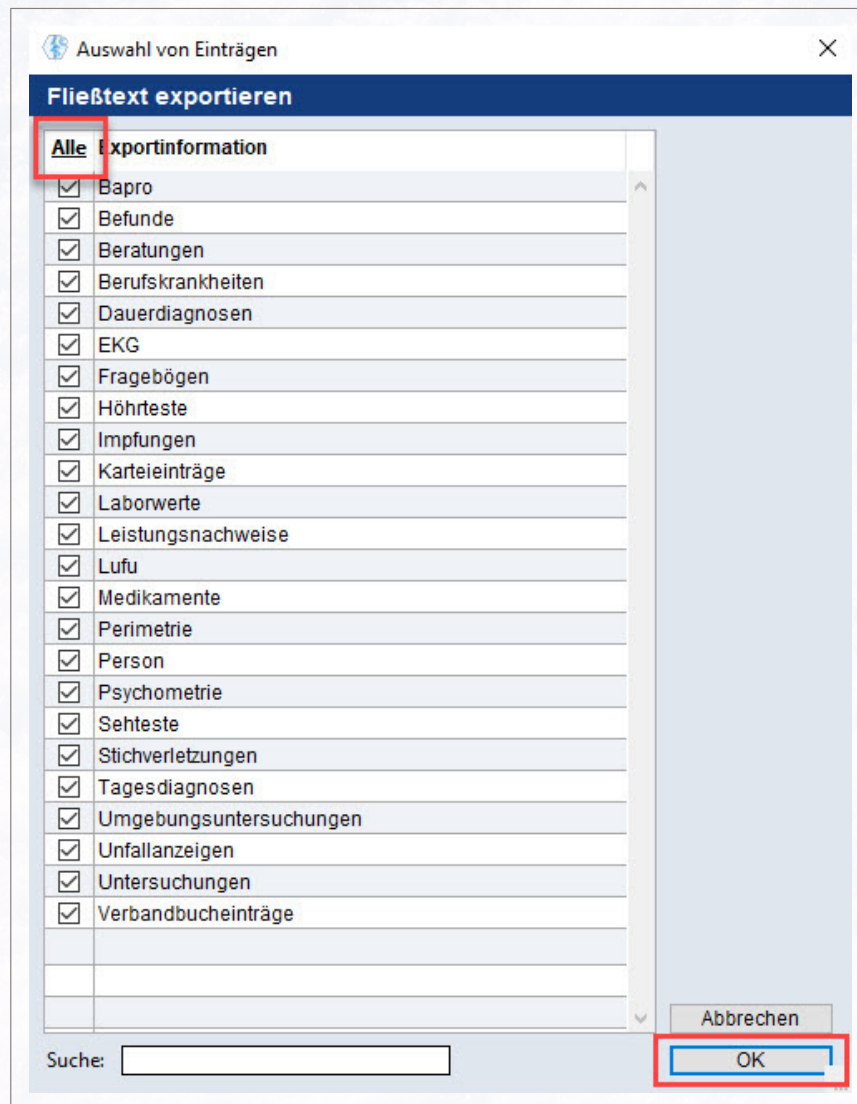 Auswahl von Einträgen
Fließtext exportieren
Alle Exportinformation
Bapro
Befunde
Beratungen
Berufskrankheiten
Dauerdiagnosen
EKG
Fragebögen
Höhrteste
Impfungen
Karteieinträge
Laborwerte
Leistungsnachweise
Lufu
Medikamente
Perimetrie
Person
Psychometrie
Sehteste
Stichverletzungen
Tagesdiagnosen
Umgebungsuntersuchungen
Unfallanzeigen
Untersuchungen
Verbandbucheinträge
Abbrechen
Suche:
OK